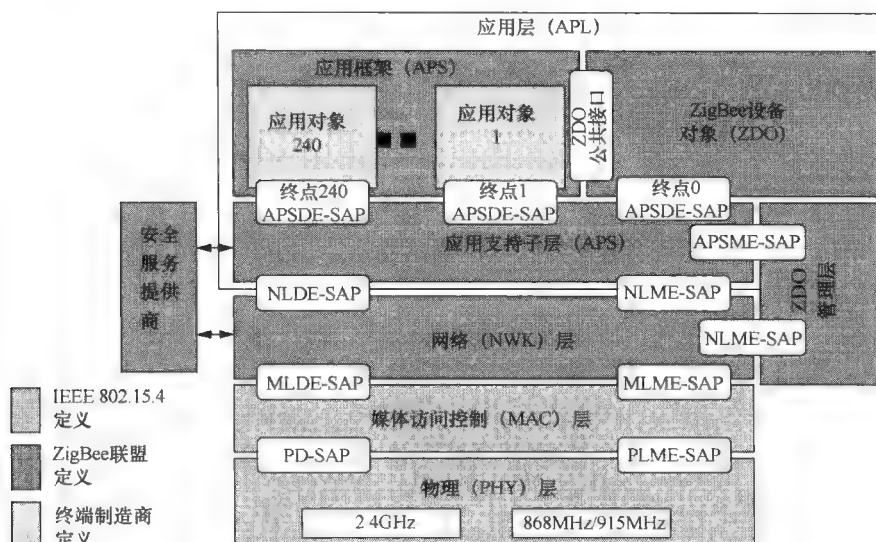 应用层（APL）
应用框架（APS）
应用对象
240
应用对象
1
ZDO
公共接口
ZigBee设备
对象（ZDO）
终点240
APSDE-SAP
终点1
APSDE-SAP
终点0
APSDE-SAP
安全
服务
提供
商
应用支持子层（APS）
APSME-SAP
ZDO
管理层
NLDE-SAP
NLME-SAP
网络（NWK）层
NLME-SAP
MLDE-SAP
MLME-SAP
IEEE 802.15.4
定义
媒体访问控制（MAC）层
ZigBee联盟
定义
PD-SAP
PLME-SAP
物理（PHY）层
终端制造商
定义
2 4GHz
868MHz/915MHz